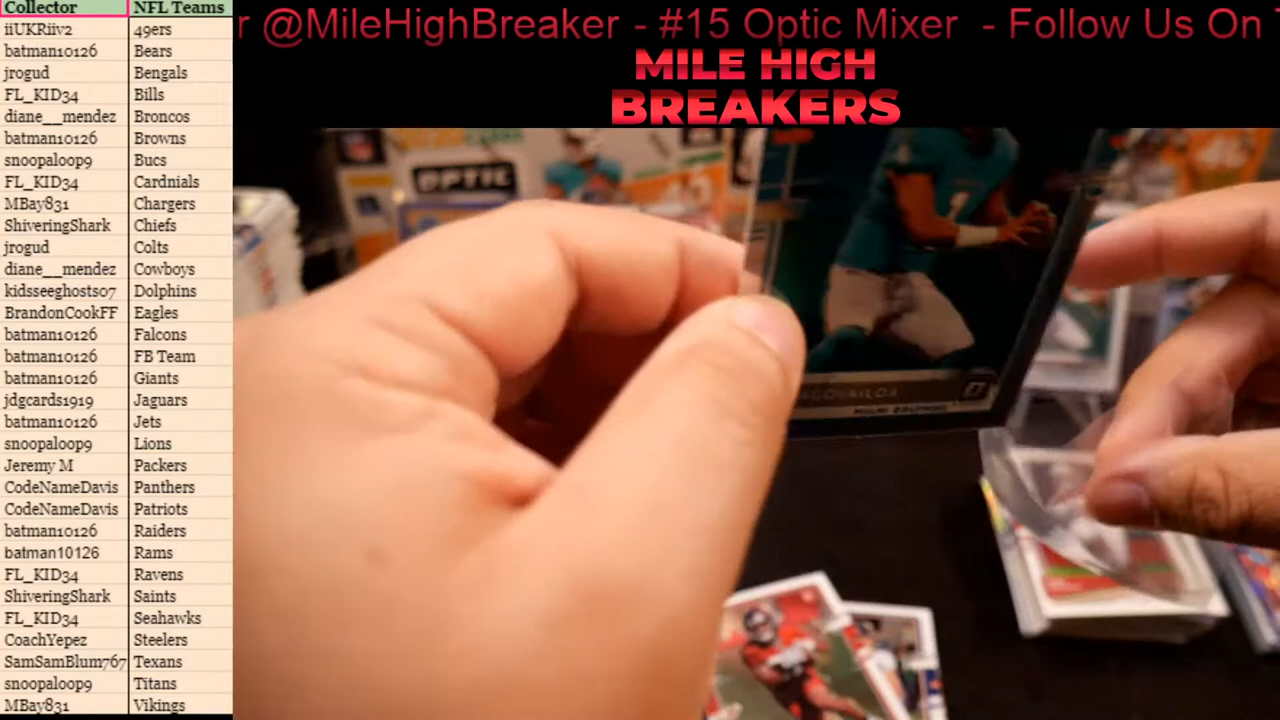 Collector NFL Teams
iiUKRiiv2 49ers
batman10126 Bears
jrogud Bengals
FL_KID34 Bills
diane__mendez Broncos
batman10126 Browns
snoopaloop9 Bucs
FL_KID34 Cardnials
MBay831 Chargers
ShiveringShark Chiefs
jrogud Colts
diane__mendez Cowboys
kidsseeghosts07 Dolphins
BrandonCookFF Eagles
batman10126 Falcons
batman10126 FB Team
batman10126 Giants
jdgcards1919 Jaguars
batman10126 Jets
snoopaloop9 Lions
Jeremy M Packers
CodeNameDavis Panthers
CodeNameDavis Patriots
batman10126 Raiders
batman10126 Rams
FL_KID34 Ravens
ShiveringShark Saints
FL_KID34 Seahawks
CoachYepez Steelers
SamSamBlum767 Texans
snoopaloop9 Titans
MBay831 Vikings
r @MileHighBreaker - #15 Optic Mixer - Follow Us On
MILE HIGH
BREAKERS
OPTIC
MIAMI DOLPHINS